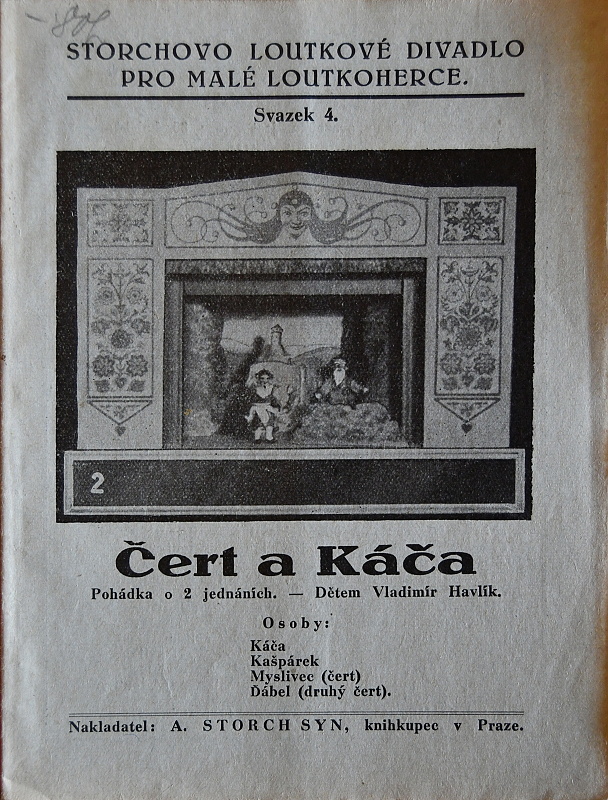 STORCHOVO LOUTKOVÉ DIVADLO
PRO MALÉ LOUTKOHERCE.
Svazek 4.
2
Čert a Káča
Pohádka o 2 jednáních. — Dětem Vladimír Havlík.
Osoby:
Káča
Kašpárek
Myslivec (čert)
Ďábel (druhý čert).
Nakladatel: A. STORCH SYN, knihkupec v Praze.